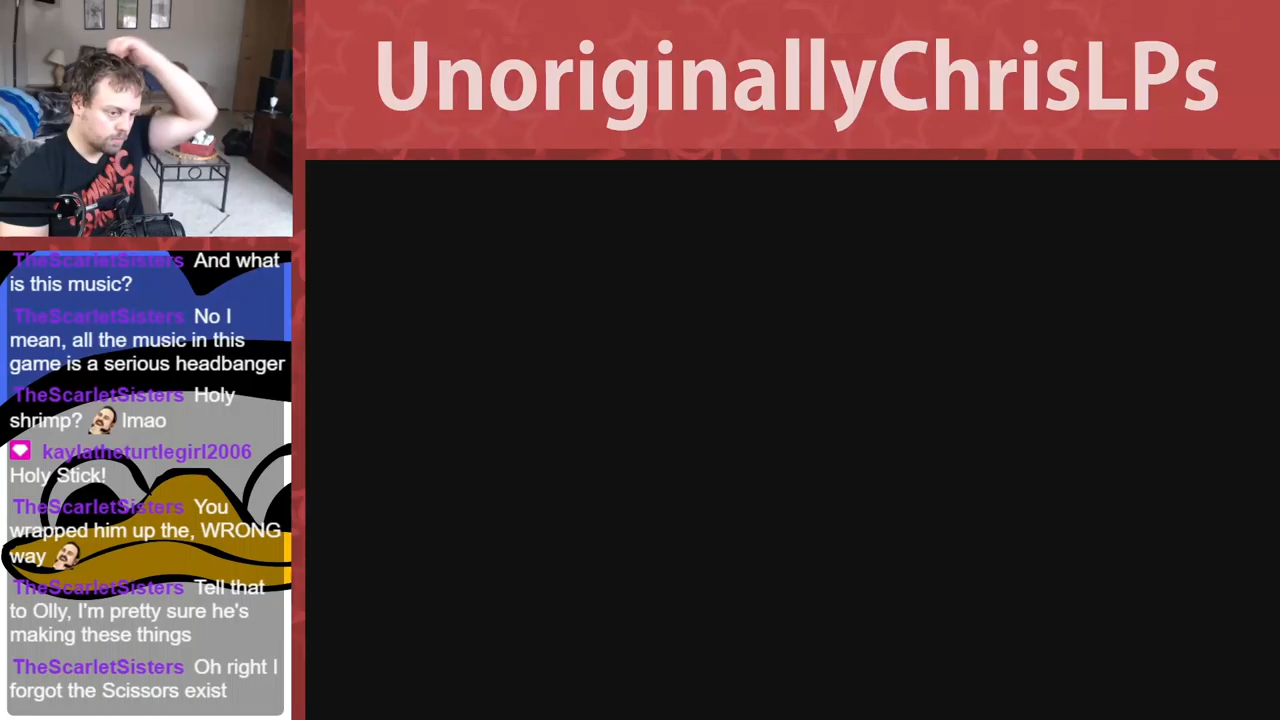 UnoriginallyChrisLPs
TheScarletSisters And what
is this music?
TheScarletSisters No I
mean, all the music in this
game is a serious headbanger
TheScarletSisters Holy
shrimp? lmao
kaylatheturtlegirl2006
Holy Stick!
TheScarletSisters You
wrapped him up the, WRONG
way
TheScarletSisters Tell that
to Olly, I'm pretty sure he's
making these things
TheScarletSisters Oh right I
forgot the Scissors exist